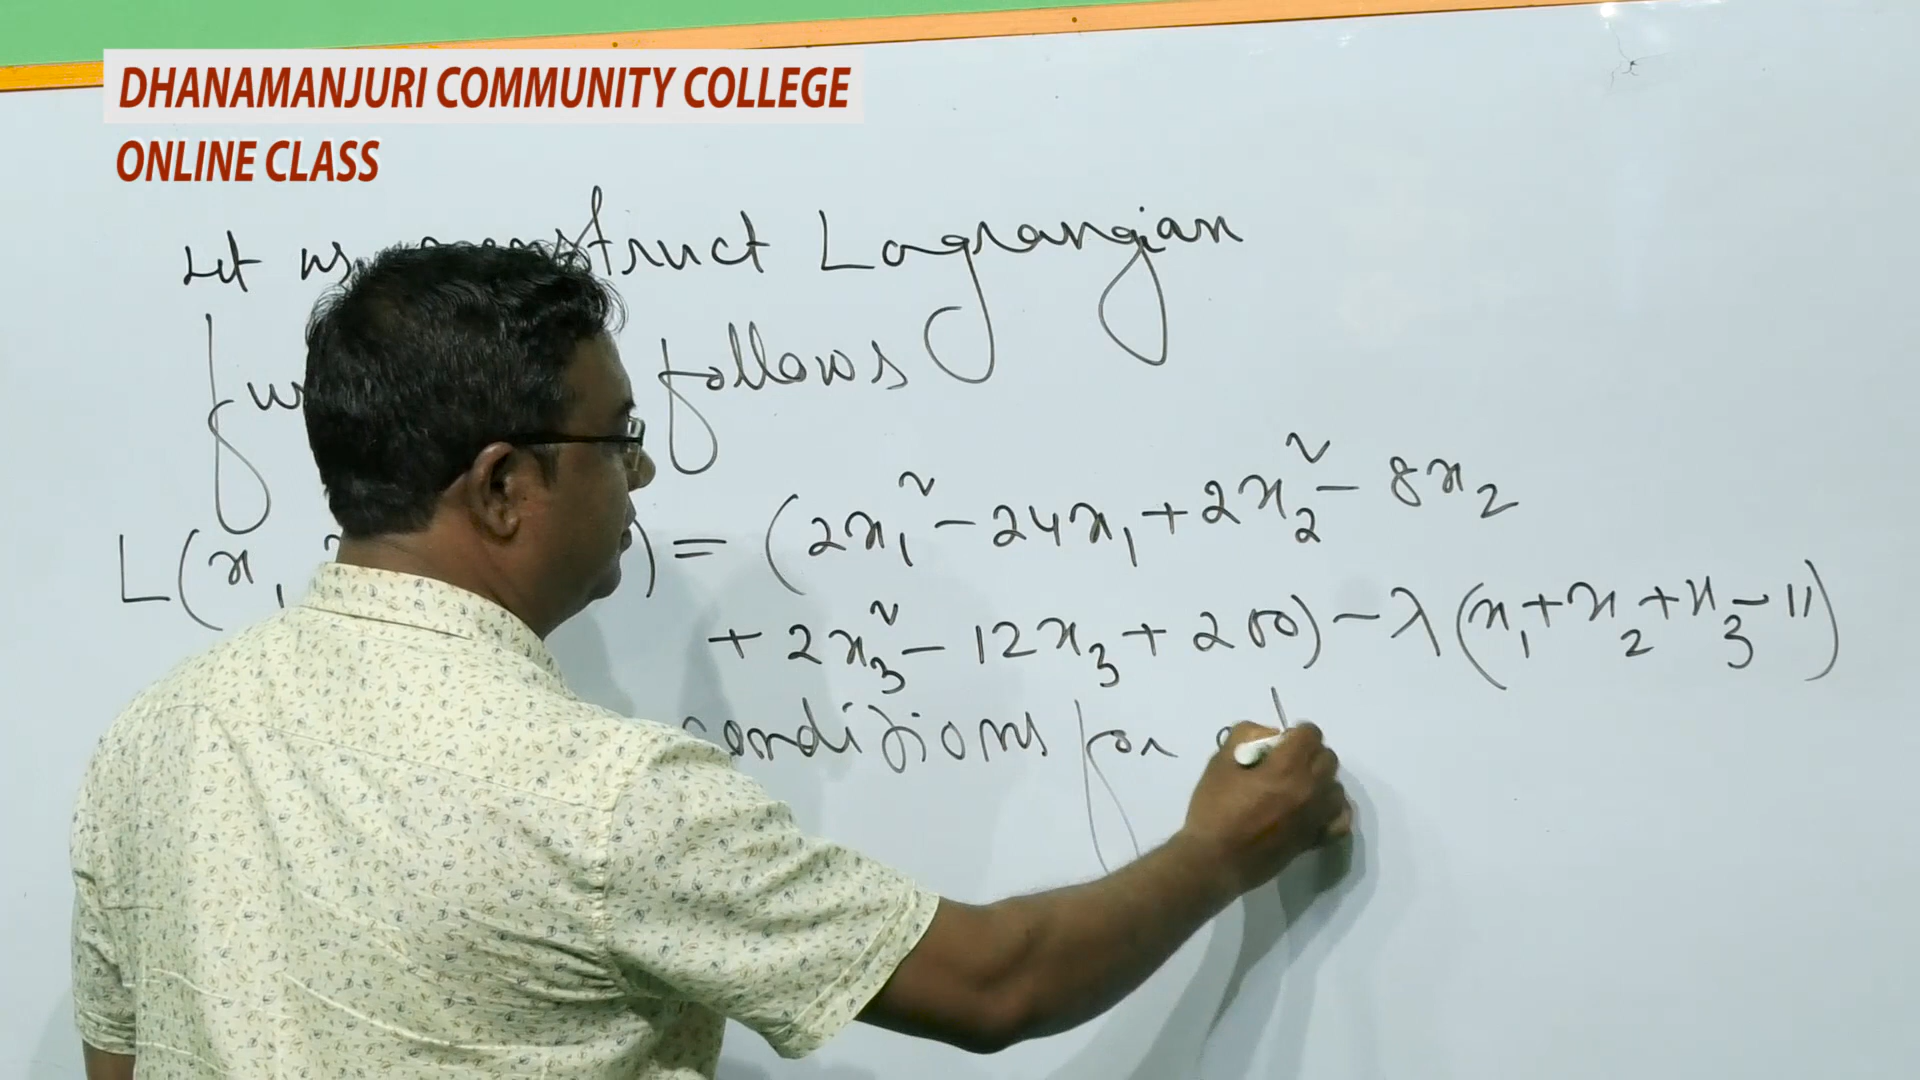 DHANAMANJURI COMMUNITY COLLEGE
ONLINE CLASS
Let us construct Lagrangian
follows
L(x₁, ) = (2x₁² - 24x₁ + 2x₂² - 8x₂
+ 2x₃² - 12x₃ + 200) - λ(x₁ + x₂ + x₃ - 11)
conditions for